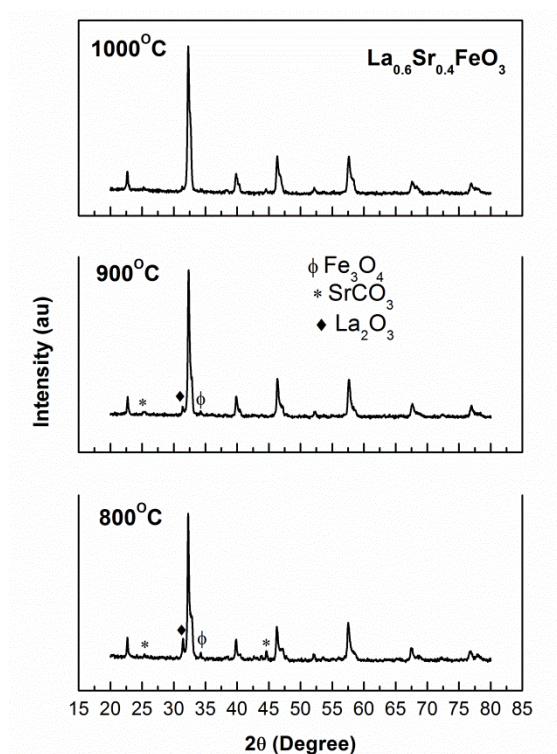 1000°C
La₀.₆Sr₀.₄FeO₃
900°C
ϕ Fe₃O₄
* SrCO₃
♦ La₂O₃
* ♦ ϕ
Intensity (au)
800°C
* ♦ ϕ *
15 20 25 30 35 40 45 50 55 60 65 70 75 80 85
2θ (Degree)